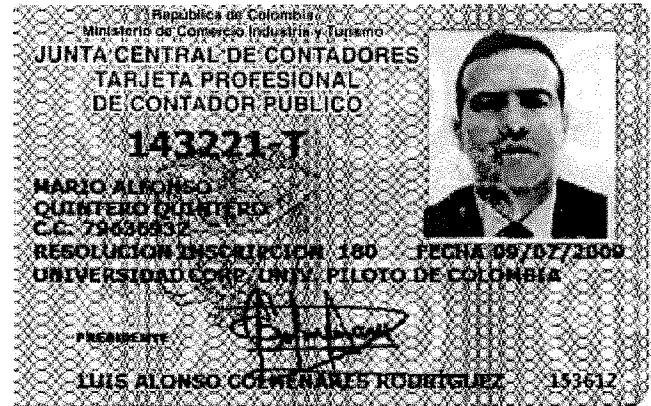 República de Colombia
Ministerio de Comercio Industria y Turismo
JUNTA CENTRAL DE CONTADORES
TARJETA PROFESIONAL
DE CONTADOR PUBLICO
143221-T
MARIO ALFONSO
QUINTERO QUINTERO
C.C. 79636932
RESOLUCION INSCRIPCION 180 FECHA 09/07/2009
UNIVERSIDAD CORP. UNIV. PILOTO DE COLOMBIA
PRESIDENTE
LUIS ALONSO COLMENARES RODRIGUEZ 153612